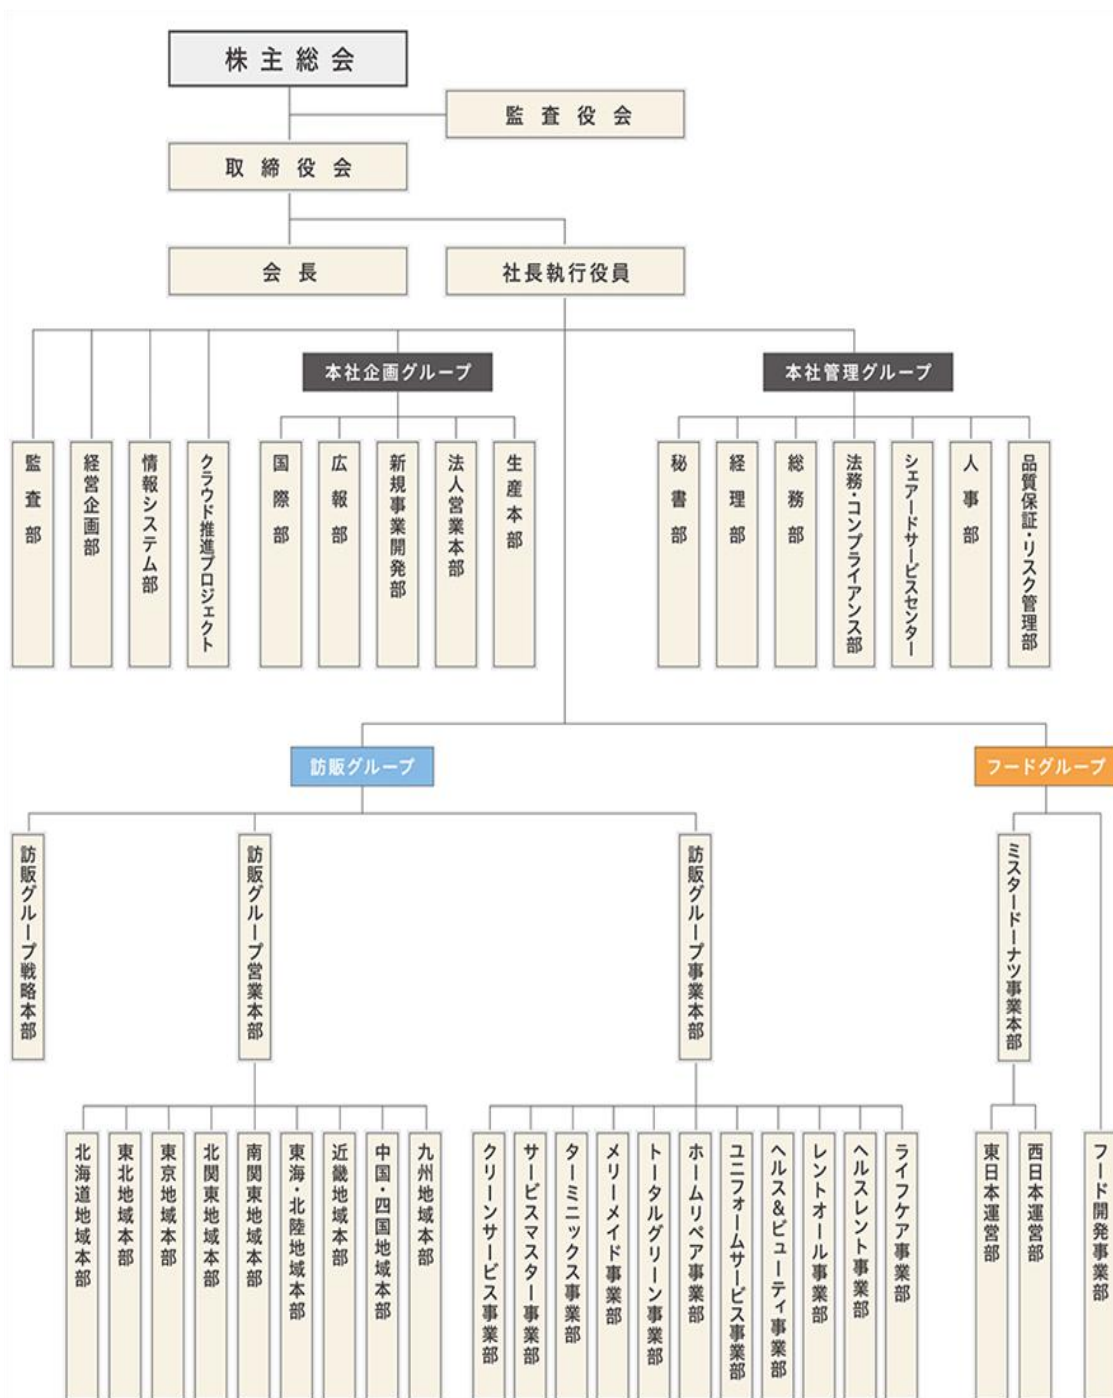 株主総会
監査役会
取締役会
会長
社長執行役員
本社企画グループ
本社管理グループ
監査部
経営企画部
情報システム部
クラウド推進プロジェクト
国際部
広報部
新規事業開発部
法人営業本部
生産本部
秘書部
経理部
総務部
法務・コンプライアンス部
シェアードサービスセンター
人事部
品質保証・リスク管理部
訪販グループ
フードグループ
訪販グループ戦略本部
訪販グループ営業本部
訪販グループ事業本部
ミスタードーナツ事業本部
北海道地域本部
東北地域本部
東京地域本部
北関東地域本部
南関東地域本部
東海・北陸地域本部
近畿地域本部
中国・四国地域本部
九州地域本部
クリーンサービス事業部
サービスマスター事業部
ターミニックス事業部
メリーメイド事業部
トータルグリーン事業部
ホームリペア事業部
ユニフォームサービス事業部
ヘルス&ビューティ事業部
レントオール事業部
ヘルスレント事業部
ライフケア事業部
東日本運営部
西日本運営部
フード開発事業部